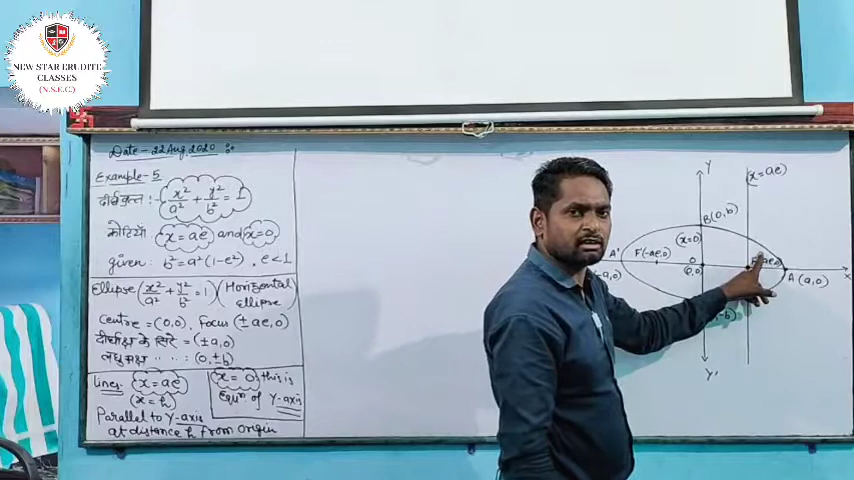 NEW STAR ERUDITE
CLASSES
(N.S.E.C)
Date - 22 Aug. 2020 :
Example - 5
दीर्घवृत्त :- x²/a² + y²/b² = 1
कोटियाँ (x = ae) and (x = 0)
given: b² = a²(1-e²), e < 1
Ellipse (x²/a² + y²/b² = 1) (Horizontal
ellipse)
Centre = (0,0), Focus (± ae, 0)
दीर्घाक्ष के सिरे = (± a, 0)
लघु अक्ष " " : (0, ± b)
Lines: x = ae
(x = h)
Parallel to Y-axis
at distance h from origin
x = 0 this is
Equⁿ of Y-axis
Y
(x = ae)
B(0,b)
(x=0)
A'
F'(-ae,0)
O
(0,0)
A (a,0)
X
(-a,0)
Y'